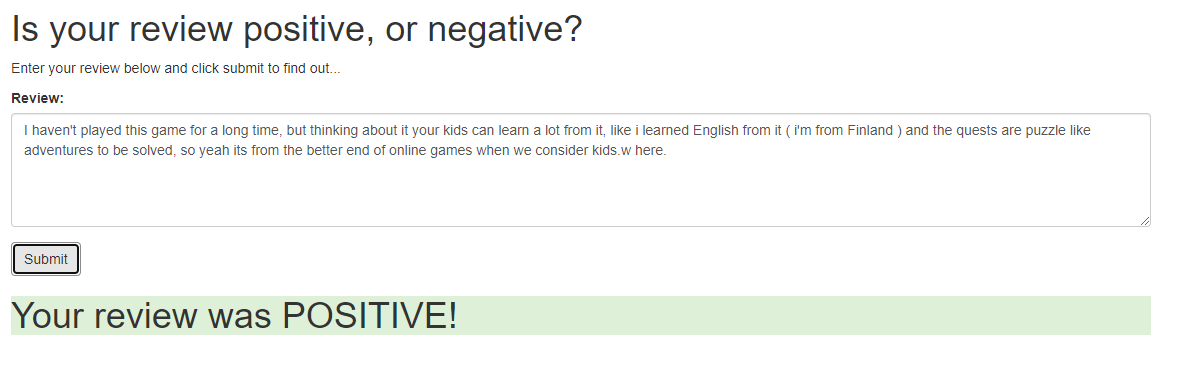 Is your review positive, or negative?
Enter your review below and click submit to find out...
Review:
I haven't played this game for a long time, but thinking about it your kids can learn a lot from it, like i learned English from it ( i'm from Finland ) and the quests are puzzle like
adventures to be solved, so yeah its from the better end of online games when we consider kids.w here.
Submit
Your review was POSITIVE!